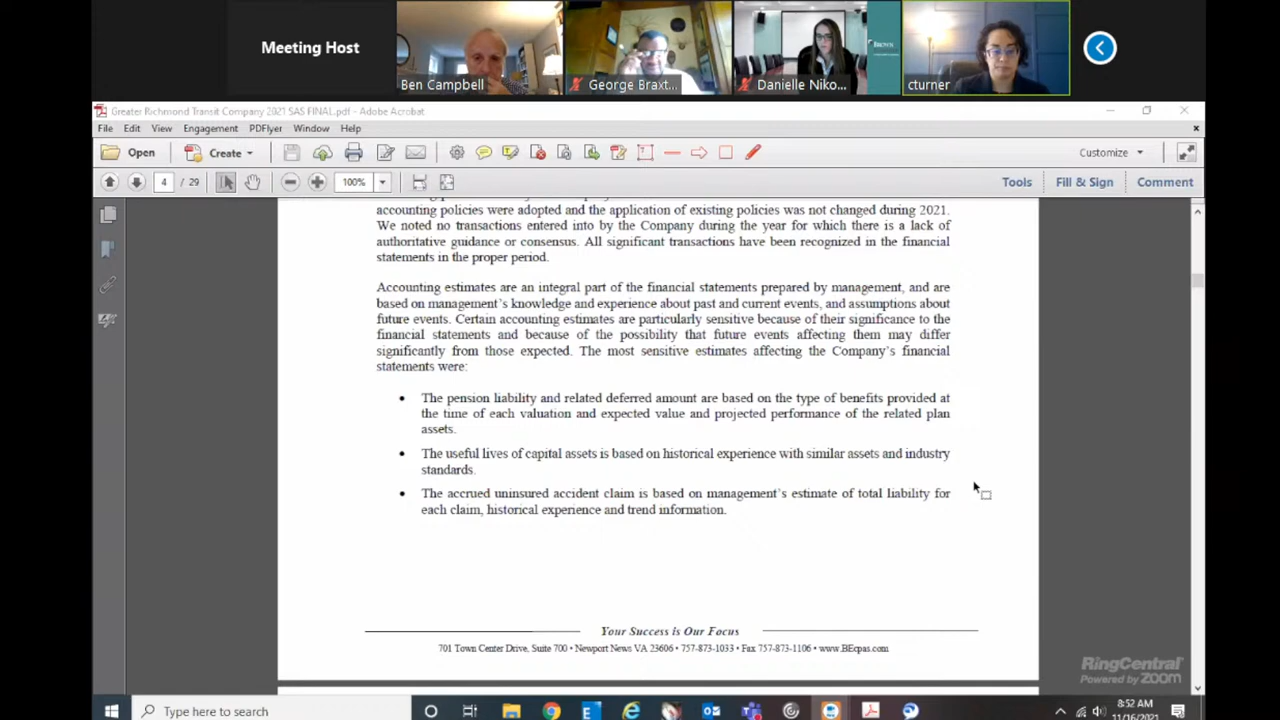 Meeting Host
Ben Campbell
George Braxt...
Danielle Niko...
cturner
Greater Richmond Transit Company 2021 SAS FINAL.pdf - Adobe Acrobat
File Edit View Engagement PDFlyer Window Help
Open Create Customize
4 / 29 100% Tools Fill & Sign Comment
accounting policies were adopted and the application of existing policies was not changed during 2021.
We noted no transactions entered into by the Company during the year for which there is a lack of
authoritative guidance or consensus. All significant transactions have been recognized in the financial
statements in the proper period.
Accounting estimates are an integral part of the financial statements prepared by management, and are
based on management's knowledge and experience about past and current events, and assumptions about
future events. Certain accounting estimates are particularly sensitive because of their significance to the
financial statements and because of the possibility that future events affecting them may differ
significantly from those expected. The most sensitive estimates affecting the Company's financial
statements were:
• The pension liability and related deferred amount are based on the type of benefits provided at
the time of each valuation and expected value and projected performance of the related plan
assets.
• The useful lives of capital assets is based on historical experience with similar assets and industry
standards.
• The accrued uninsured accident claim is based on management's estimate of total liability for
each claim, historical experience and trend information.
Your Success is Our Focus
701 Town Center Drive, Suite 700 • Newport News VA 23606 • 757-873-1033 • Fax 757-873-1106 • www.BEcpas.com
RingCentral
Powered by zoom
Type here to search
8:52 AM